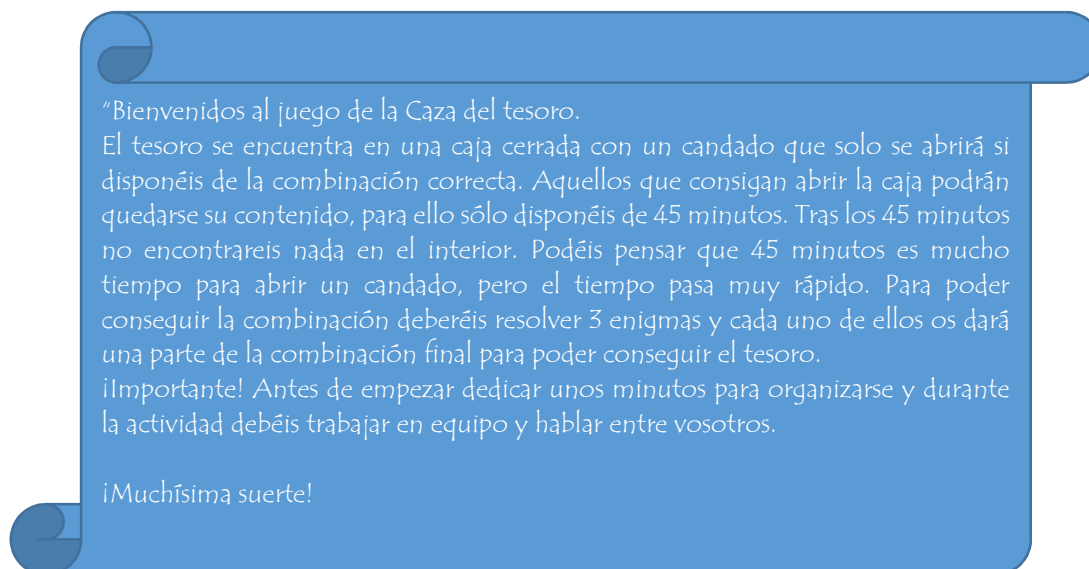 “Bienvenidos al juego de la Caza del tesoro.
El tesoro se encuentra en una caja cerrada con un candado que solo se abrirá si
disponéis de la combinación correcta. Aquellos que consigan abrir la caja podrán
quedarse su contenido, para ello sólo disponéis de 45 minutos. Tras los 45 minutos
no encontrareis nada en el interior. Podéis pensar que 45 minutos es mucho
tiempo para abrir un candado, pero el tiempo pasa muy rápido. Para poder
conseguir la combinación deberéis resolver 3 enigmas y cada uno de ellos os dará
una parte de la combinación final para poder conseguir el tesoro.
¡Importante! Antes de empezar dedicar unos minutos para organizarse y durante
la actividad debéis trabajar en equipo y hablar entre vosotros.
¡Muchísima suerte!